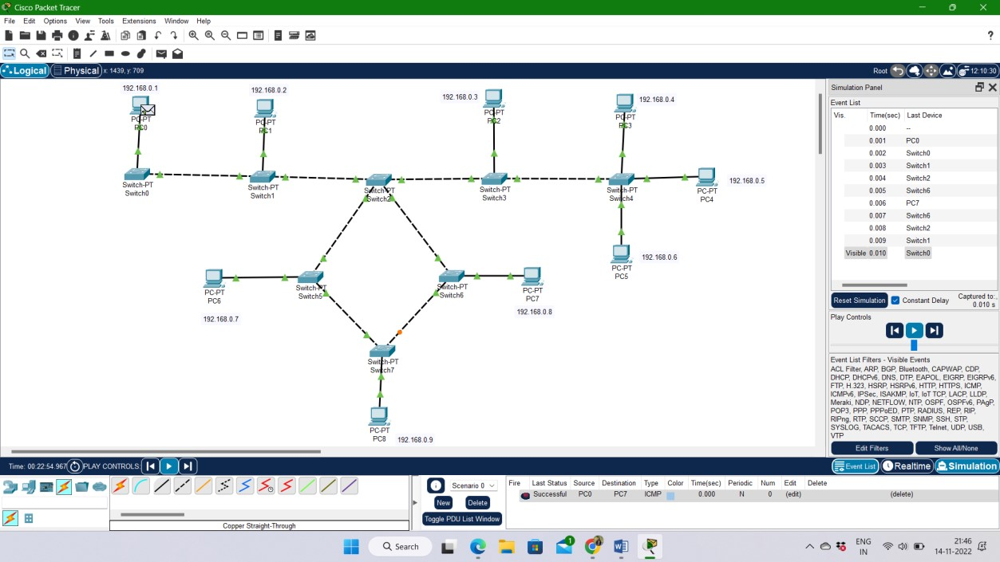 Cisco Packet Tracer
File Edit Options View Tools Extensions Window Help
?
Logical Physical x: 1439, y: 709
Root 12:10:30
192.168.0.1
PC-PT
PC0
192.168.0.2
PC-PT
PC1
192.168.0.3
PC-PT
PC2
192.168.0.4
PC-PT
PC3
Switch-PT
Switch0
Switch-PT
Switch1
Switch-PT
Switch2
Switch-PT
Switch3
Switch-PT
Switch4
PC-PT
PC4
192.168.0.5
PC-PT
PC5
192.168.0.6
PC-PT
PC6
192.168.0.7
Switch-PT
Switch5
Switch-PT
Switch6
PC-PT
PC7
192.168.0.8
Switch-PT
Switch7
PC-PT
PC8
192.168.0.9
Simulation Panel
Event List
Vis. Time(sec) Last Device
0.000 --
0.001 PC0
0.002 Switch0
0.003 Switch1
0.004 Switch2
0.005 Switch6
0.006 PC7
0.007 Switch6
0.008 Switch2
0.009 Switch1
Visible 0.010 Switch0
Reset Simulation Constant Delay Captured to:
0.010 s
Play Controls
Event List Filters - Visible Events
ACL Filter, ARP, BGP, Bluetooth, CAPWAP, CDP,
DHCP, DHCPv6, DNS, DTP, EAPOL, EIGRP, EIGRPv6,
FTP, H.323, HSRP, HSRPv6, HTTP, HTTPS, ICMP,
ICMPv6, IPSec, ISAKMP, IoT, IoT TCP, LACP, LLDP,
Meraki, NDP, NETFLOW, NTP, OSPF, OSPFv6, PAgP,
POP3, PPP, PPPoED, PTP, RADIUS, REP, RIP,
RIPng, RTP, SCCP, SMTP, SNMP, SSH, STP,
SYSLOG, TACACS, TCP, TFTP, Telnet, UDP, USB,
VTP
Edit Filters Show All/None
Time: 00:22:54.967 PLAY CONTROLS:
Event List Realtime Simulation
Copper Straight-Through
Scenario 0
New Delete
Toggle PDU List Window
Fire Last Status Source Destination Type Color Time(sec) Periodic Num Edit Delete
Successful PC0 PC7 ICMP 0.000 N 0 (edit) (delete)
Search
1
ENG
IN
21:46
14-11-2022